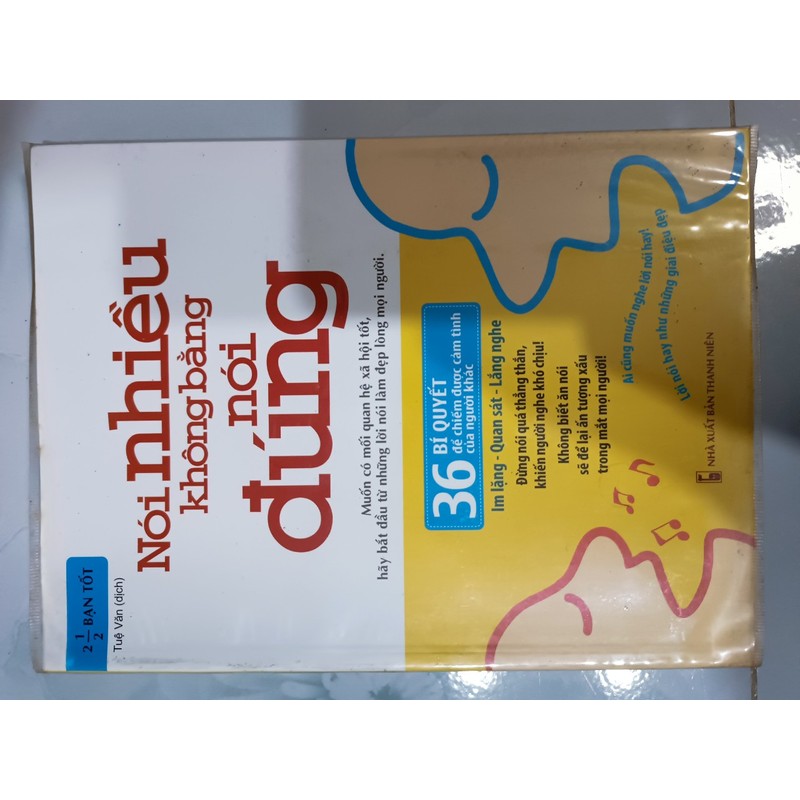 2 1/2 BẠN TỐT
Tuệ Văn (dịch)
Nói nhiều
không bằng
nói
đúng
Muốn có mối quan hệ xã hội tốt,
hãy bắt đầu từ những lời nói làm đẹp lòng mọi người.
36 BÍ QUYẾT
để chiếm được cảm tình
của người khác
Im lặng - Quan sát - Lắng nghe
Đừng nói quá thẳng thắn,
khiến người nghe khó chịu!
Không biết ăn nói
sẽ để lại ấn tượng xấu
trong mắt mọi người!
Ai cũng muốn nghe lời nói hay!
Lời nói hay như những giai điệu đẹp
NHÀ XUẤT BẢN THANH NIÊN